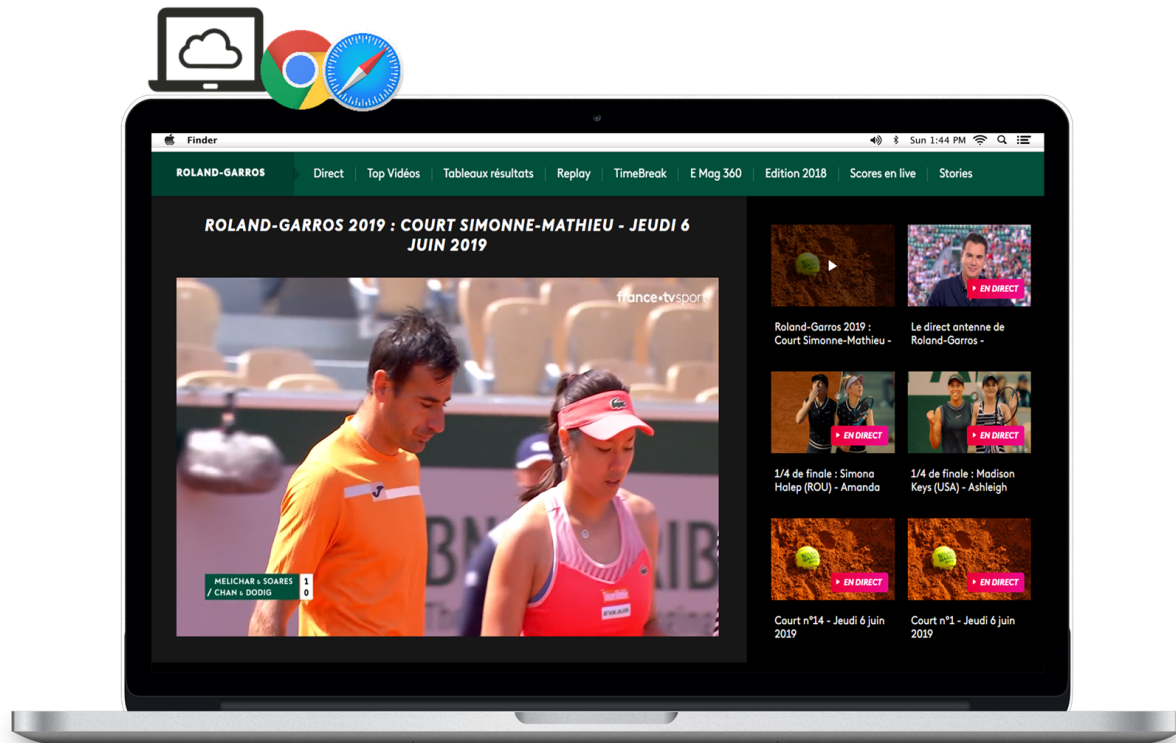 Finder
Sun 1:44 PM
ROLAND-GARROS
Direct
Top Vidéos
Tableaux résultats
Replay
TimeBreak
E Mag 360
Edition 2018
Scores en live
Stories
ROLAND-GARROS 2019 : COURT SIMONNE-MATHIEU - JEUDI 6
JUIN 2019
france•tvsport
MELICHAR & SOARES 1
/ CHAN & DODIG 0
Roland-Garros 2019 :
Court Simonne-Mathieu -
EN DIRECT
Le direct antenne de
Roland-Garros -
EN DIRECT
1/4 de finale : Simona
Halep (ROU) - Amanda
EN DIRECT
1/4 de finale : Madison
Keys (USA) - Ashleigh
EN DIRECT
Court n°14 - Jeudi 6 juin
2019
EN DIRECT
Court n°1 - Jeudi 6 juin
2019